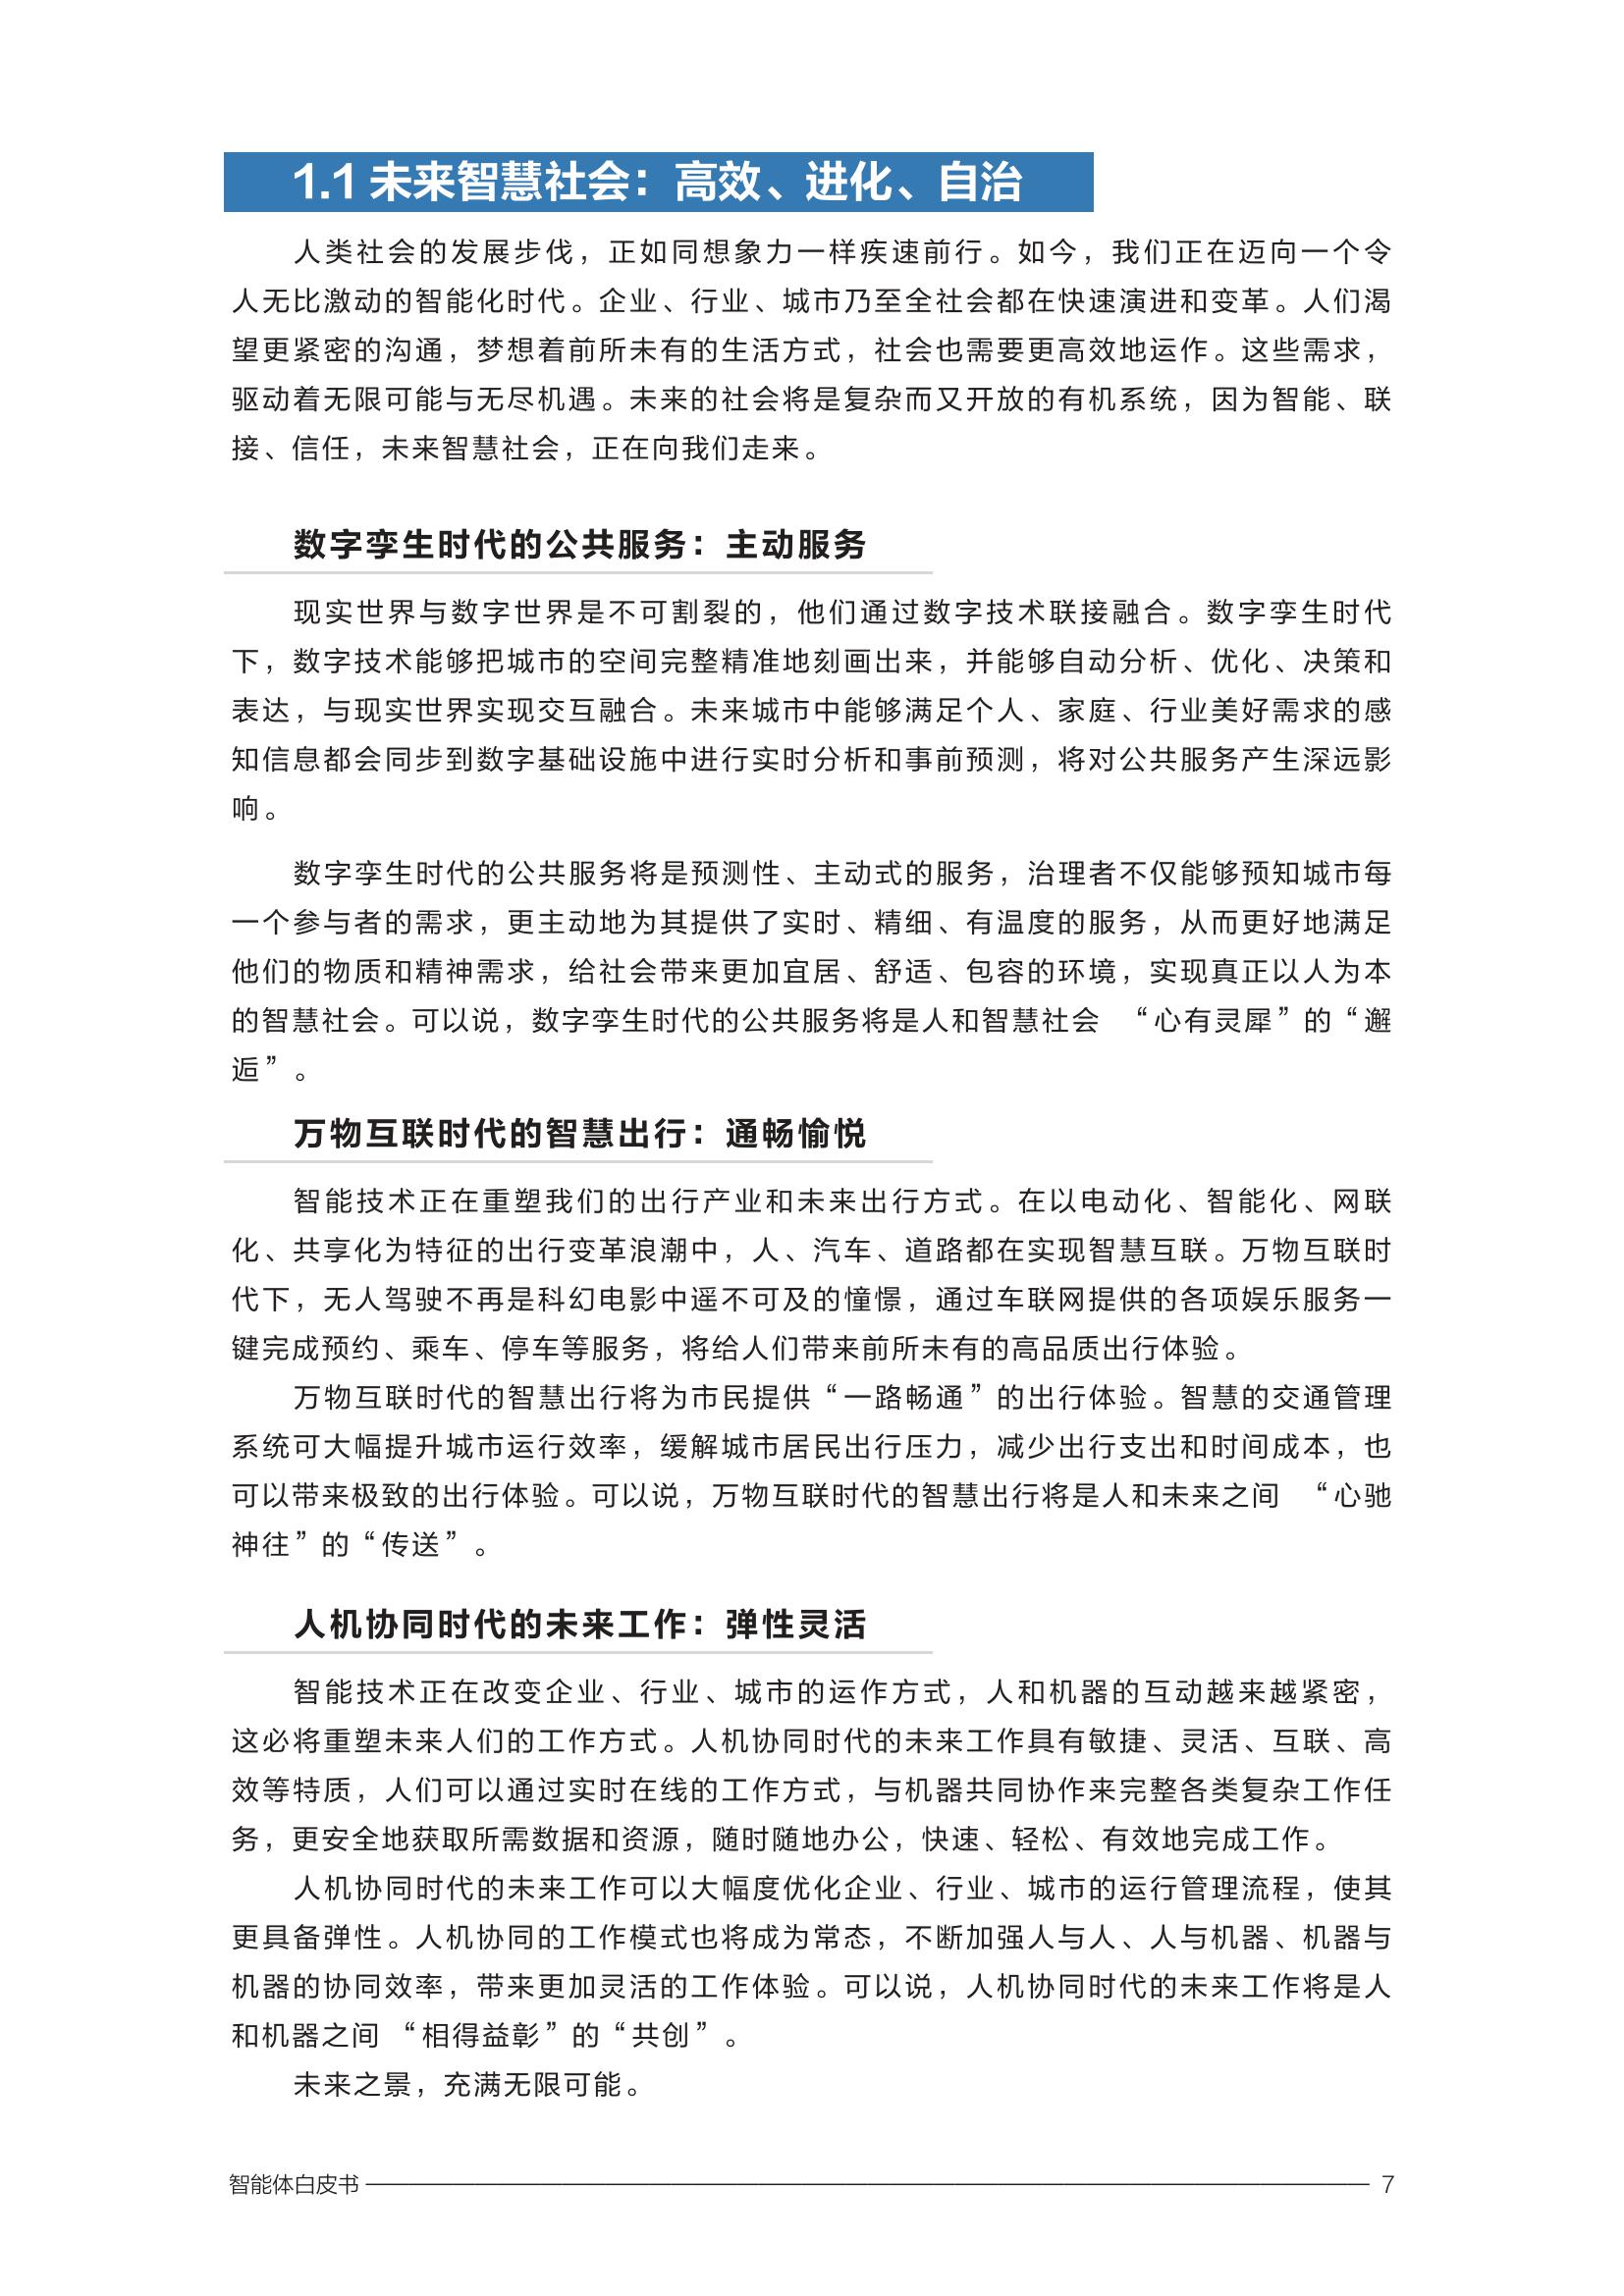 1.1 未来智慧社会：高效、进化、自治
人类社会的发展步伐，正如同想象力一样疾速前行。如今，我们正在迈向一个令
人无比激动的智能化时代。企业、行业、城市乃至全社会都在快速演进和变革。人们渴
望更紧密的沟通，梦想着前所未有的生活方式，社会也需要更高效地运作。这些需求，
驱动着无限可能与无尽机遇。未来的社会将是复杂而又开放的有机系统，因为智能、联
接、信任，未来智慧社会，正在向我们走来。
数字孪生时代的公共服务：主动服务
现实世界与数字世界是不可割裂的，他们通过数字技术联接融合。数字孪生时代
下，数字技术能够把城市的空间完整精准地刻画出来，并能够自动分析、优化、决策和
表达，与现实世界实现交互融合。未来城市中能够满足个人、家庭、行业美好需求的感
知信息都会同步到数字基础设施中进行实时分析和事前预测，将对公共服务产生深远影
响。
数字孪生时代的公共服务将是预测性、主动式的服务，治理者不仅能够预知城市每
一个参与者的需求，更主动地为其提供了实时、精细、有温度的服务，从而更好地满足
他们的物质和精神需求，给社会带来更加宜居、舒适、包容的环境，实现真正以人为本
的智慧社会。可以说，数字孪生时代的公共服务将是人和智慧社会 “心有灵犀”的“邂
逅”。
万物互联时代的智慧出行：通畅愉悦
智能技术正在重塑我们的出行产业和未来出行方式。在以电动化、智能化、网联
化、共享化为特征的出行变革浪潮中，人、汽车、道路都在实现智慧互联。万物互联时
代下，无人驾驶不再是科幻电影中遥不可及的憧憬，通过车联网提供的各项娱乐服务一
键完成预约、乘车、停车等服务，将给人们带来前所未有的高品质出行体验。
万物互联时代的智慧出行将为市民提供“一路畅通”的出行体验。智慧的交通管理
系统可大幅提升城市运行效率，缓解城市居民出行压力，减少出行支出和时间成本，也
可以带来极致的出行体验。可以说，万物互联时代的智慧出行将是人和未来之间 “心驰
神往”的“传送”。
人机协同时代的未来工作：弹性灵活
智能技术正在改变企业、行业、城市的运作方式，人和机器的互动越来越紧密，
这必将重塑未来人们的工作方式。人机协同时代的未来工作具有敏捷、灵活、互联、高
效等特质，人们可以通过实时在线的工作方式，与机器共同协作来完整各类复杂工作任
务，更安全地获取所需数据和资源，随时随地办公，快速、轻松、有效地完成工作。
人机协同时代的未来工作可以大幅度优化企业、行业、城市的运行管理流程，使其
更具备弹性。人机协同的工作模式也将成为常态，不断加强人与人、人与机器、机器与
机器的协同效率，带来更加灵活的工作体验。可以说，人机协同时代的未来工作将是人
和机器之间 “相得益彰”的“共创”。
未来之景，充满无限可能。
智能体白皮书 7